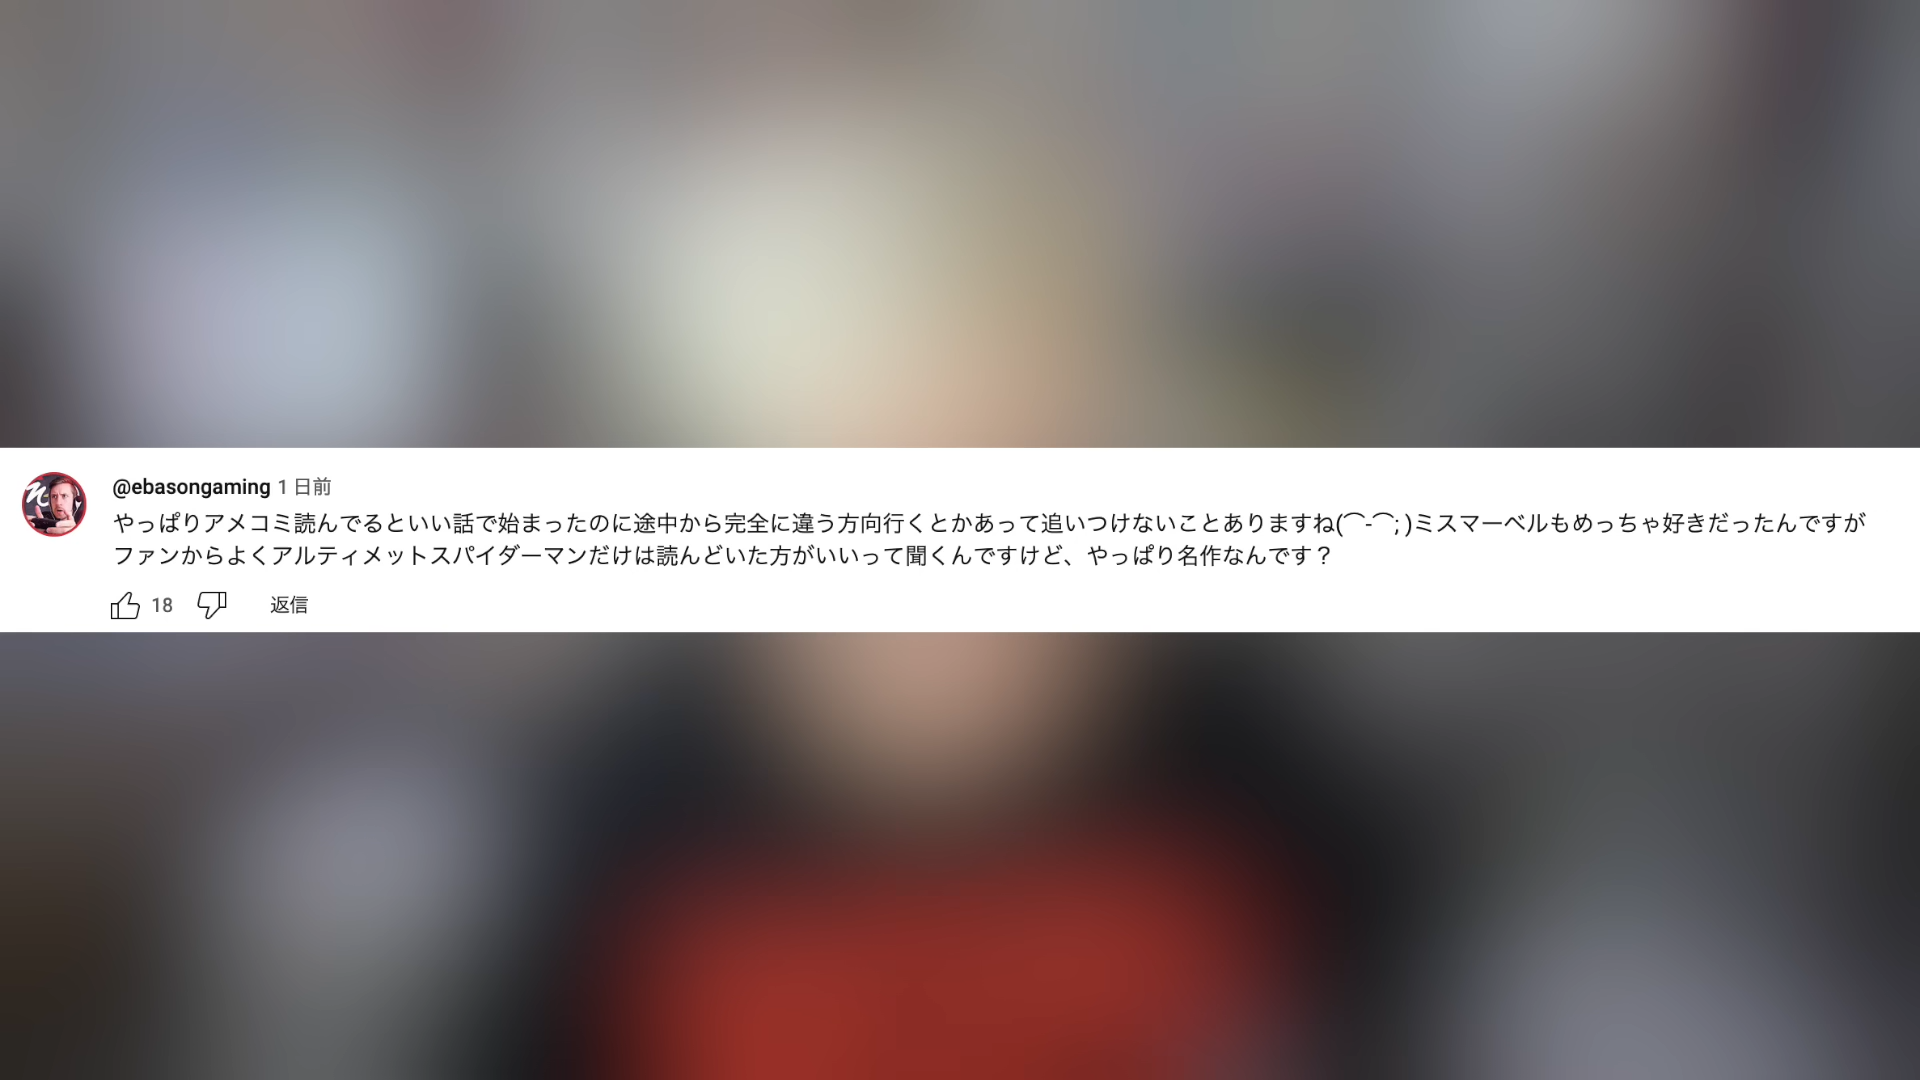 @ebasongaming 1 日前
やっぱりアメコミ読んでるといい話で始まったのに途中から完全に違う方向行くとかあって追いつけないことありますね(⌒-⌒; )ミスマーベルもめっちゃ好きだったんですが
ファンからよくアルティメットスパイダーマンだけは読んどいた方がいいって聞くんですけど、やっぱり名作なんです？
18 返信